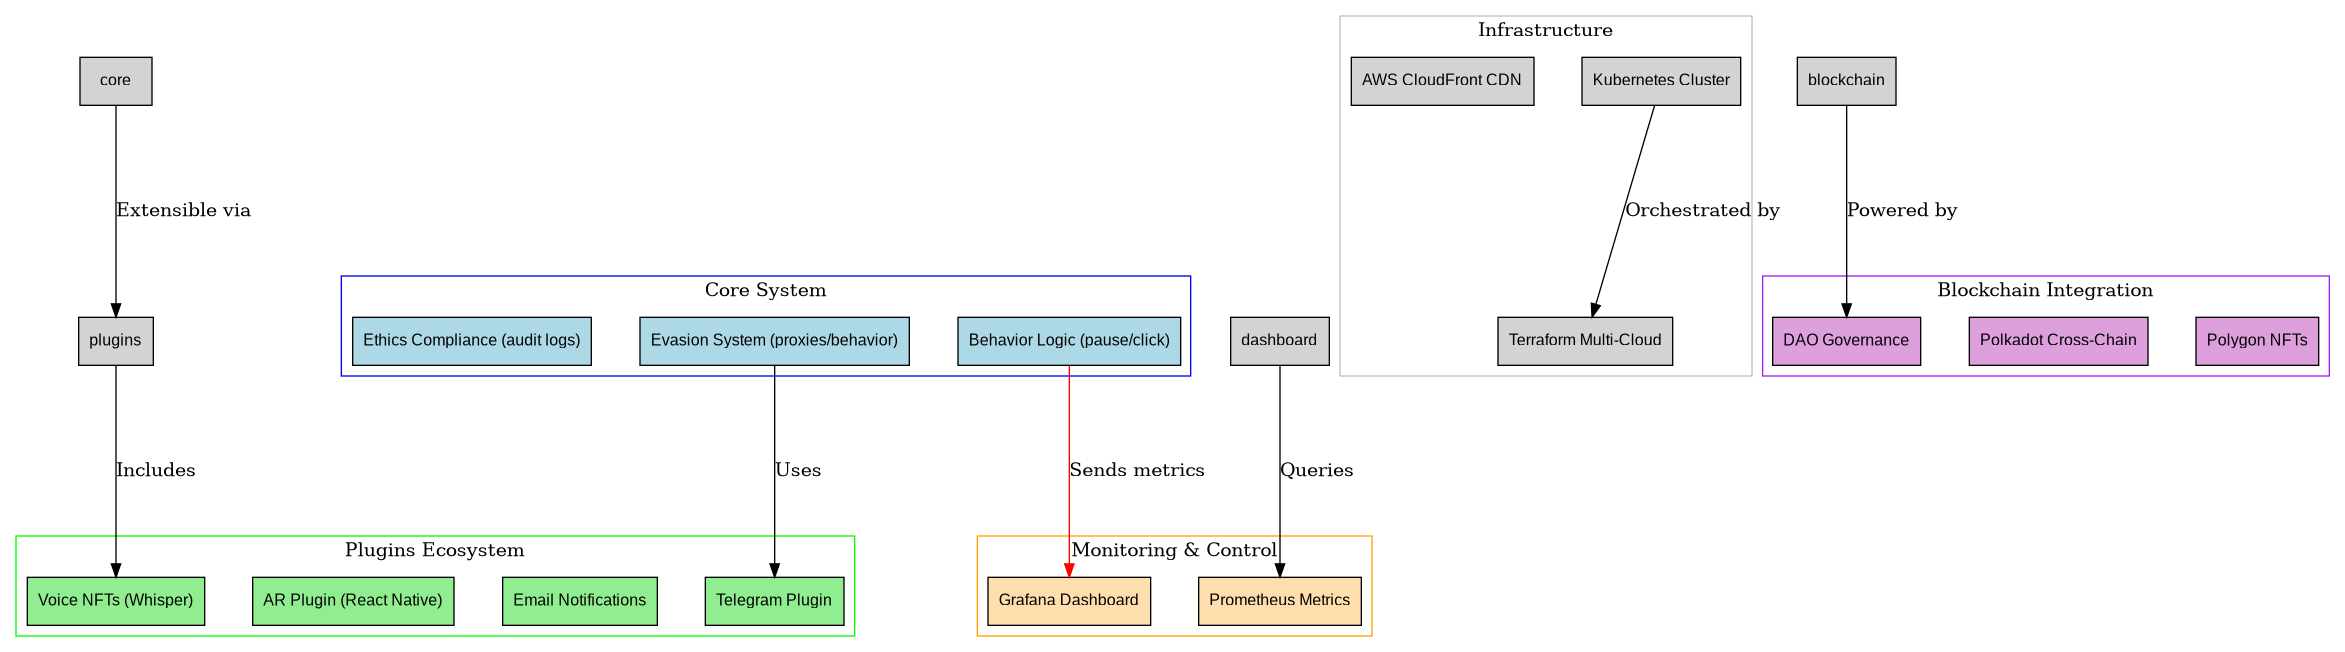 Infrastructure
core
AWS CloudFront CDN
Kubernetes Cluster
blockchain
Extensible via
Orchestrated by
Powered by
Core System
Blockchain Integration
plugins
Ethics Compliance (audit logs)
Evasion System (proxies/behavior)
Behavior Logic (pause/click)
dashboard
Terraform Multi-Cloud
DAO Governance
Polkadot Cross-Chain
Polygon NFTs
Includes
Uses
Sends metrics
Queries
Plugins Ecosystem
Monitoring & Control
Voice NFTs (Whisper)
AR Plugin (React Native)
Email Notifications
Telegram Plugin
Grafana Dashboard
Prometheus Metrics